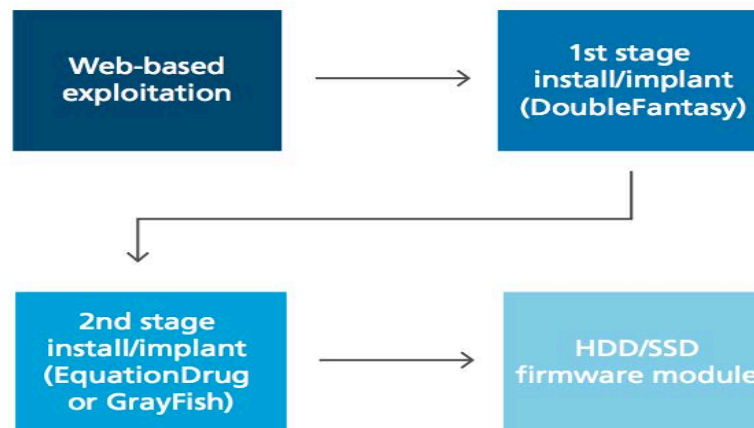 Web-based
exploitation
1st stage
install/implant
(DoubleFantasy)
2nd stage
install/implant
(EquationDrug
or GrayFish)
HDD/SSD
firmware module